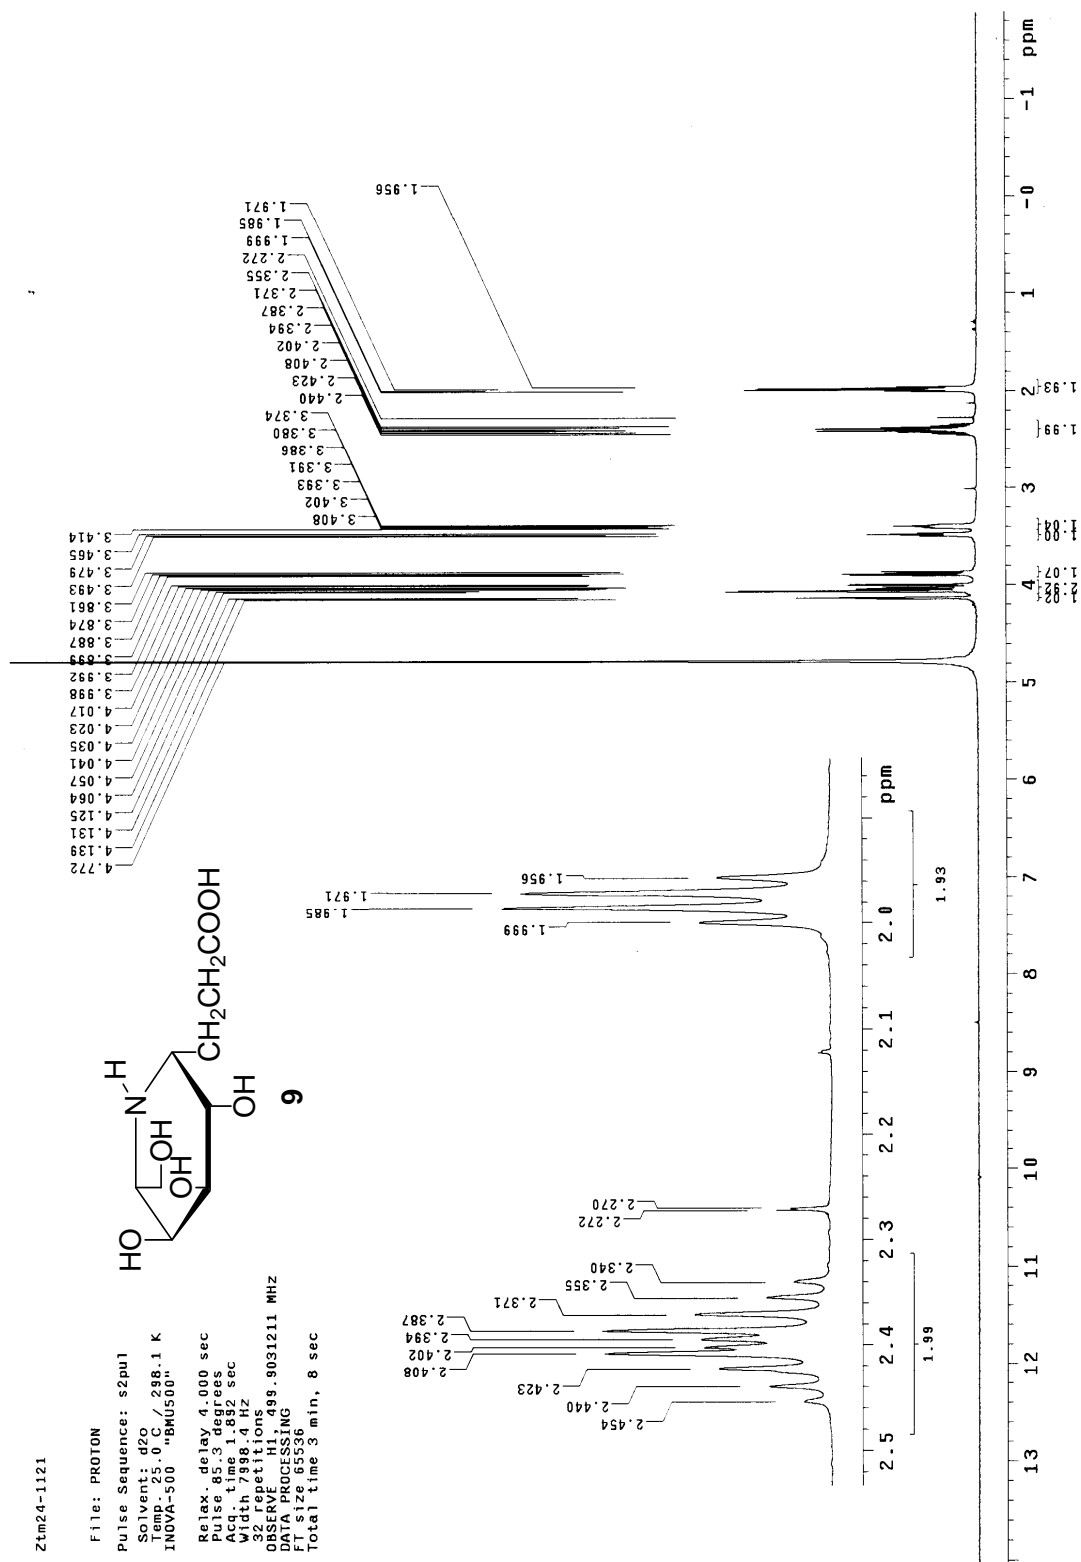 Ztm24-1121
File: PROTON
Pulse Sequence: s2pul
Solvent: d2o
Temp. 25.0 C / 298.1 K
INOVA-500 "BMU500"
Relax. delay 4.000 sec
Pulse 85.3 degrees
Acq. time 1.892 sec
Width 7998.4 Hz
32 repetitions
OBSERVE H1, 499.9031211 MHz
DATA PROCESSING
FT size 65536
Total time 3 min, 8 sec
HO
OH
OH
N
H
OH
CH2CH2COOH
9
4.772
4.139
4.131
4.125
4.064
4.057
4.041
4.035
4.023
4.017
3.998
3.992
3.899
3.887
3.874
3.861
3.493
3.479
3.465
3.414
3.408
3.402
3.393
3.391
3.386
3.380
3.374
2.440
2.423
2.408
2.402
2.394
2.387
2.371
2.355
2.272
1.999
1.985
1.971
1.956
2.454
2.440
2.423
2.408
2.402
2.394
2.387
2.371
2.355
2.340
2.272
2.270
1.999
1.985
1.971
1.956
2.5 2.4 2.3 2.2 2.1 2.0 ppm
1.99 1.93
13 12 11 10 9 8 7 6 5 4 3 2 1 -0 -1 ppm
1.02
2.92
1.07
1.00
1.04
1.99
1.93